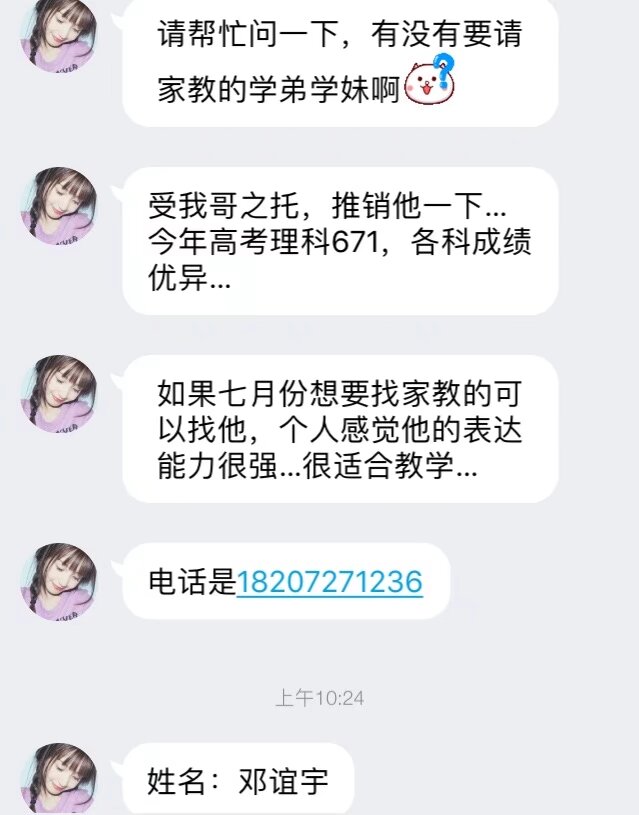 请帮忙问一下，有没有要请
家教的学弟学妹啊
受我哥之托，推销他一下...
今年高考理科671，各科成绩
优异...
如果七月份想要找家教的可
以找他，个人感觉他的表达
能力很强...很适合教学...
电话是18207271236
上午10:24
姓名：邓谊宇